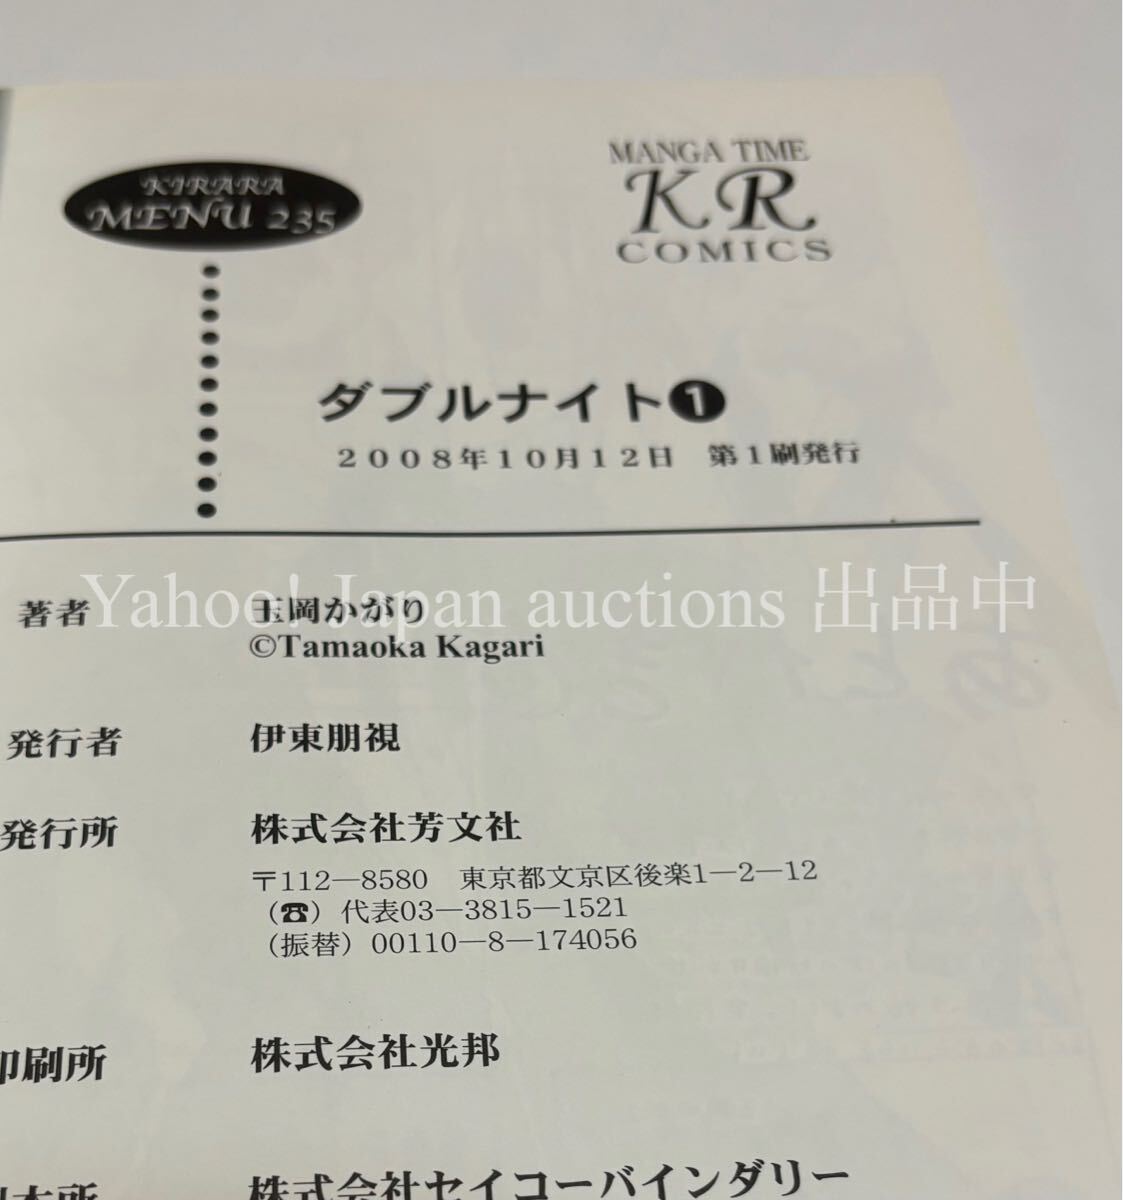 KIRARA
MENU 235
MANGA TIME
KR
COMICS
ダブルナイト❶
2008年10月12日 第1刷発行
Yahoo! Japan auctions 出品中
著者 玉岡かがり
©Tamaoka Kagari
発行者 伊東朋視
発行所 株式会社芳文社
〒112―8580 東京都文京区後楽1―2―12
(☎) 代表03―3815―1521
(振替) 00110―8―174056
印刷所 株式会社光邦
株式会社セイコーバインダリー